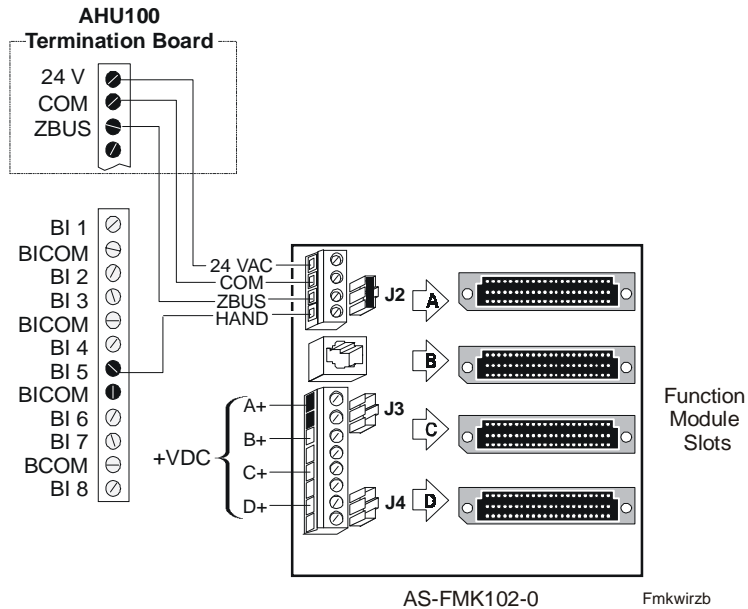 AHU100
Termination Board
24 V
COM
ZBUS
BI 1
BICOM
BI 2
BI 3
BICOM
BI 4
BI 5
BICOM
BI 6
BI 7
BCOM
BI 8
24 VAC
COM
ZBUS
HAND
J2
A
B
J3
C
J4
D
+VDC
A+
B+
C+
D+
Function
Module
Slots
AS-FMK102-0
Fmkwirzb